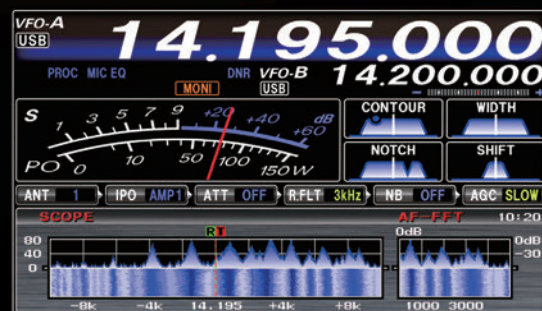 VFO-A 14.195.000
USB
PROC MIC EQ DNR VFO-B 14.200.000
MONI USB - +
S 1 3 5 7 9 +20 +40 +60 dB
PO 0 10 50 100 150 W
CONTOUR WIDTH
NOTCH SHIFT
ANT 1 IPO AMP1 ATT OFF R.FLT 3kHz NB OFF AGC SLOW
SCOPE AF-FFT 10:20
R T 0dB
80 0dB
40 -30
0
-8k -4k 14.195 +4k +8k 1000 3000